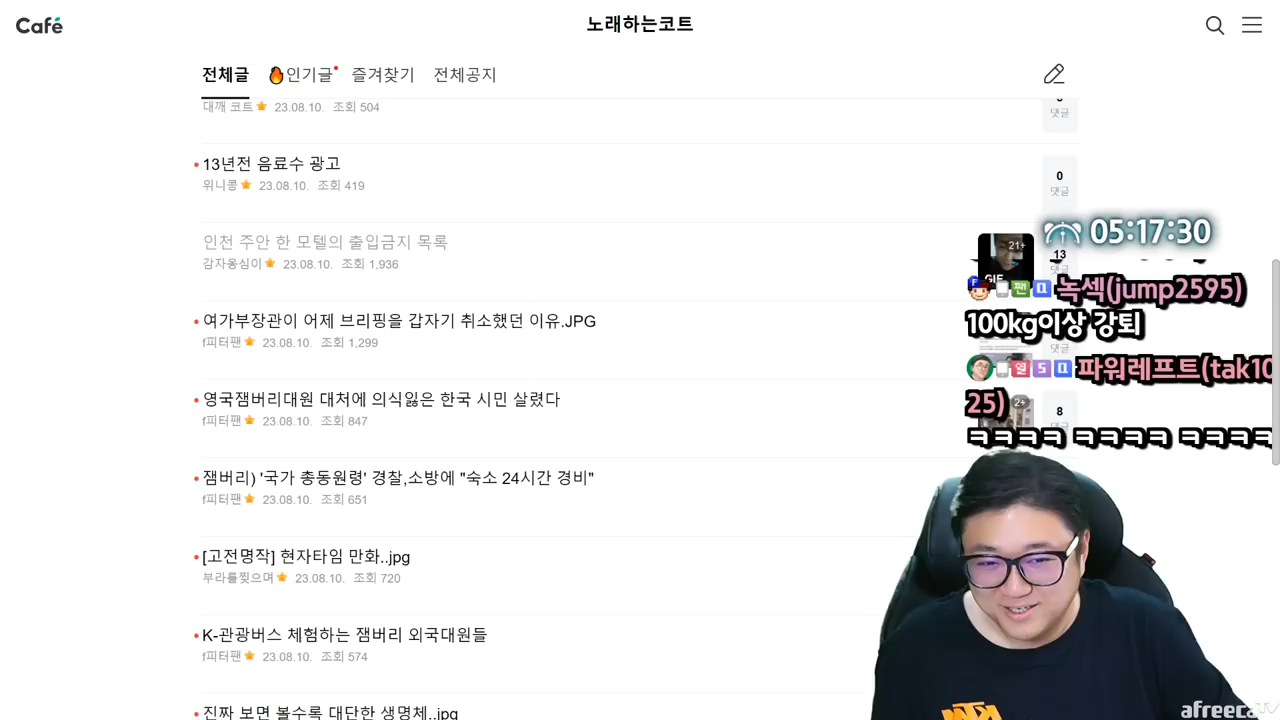 Café
노래하는코트
전체글
🔥인기글
즐겨찾기
전체공지
대깨 코트 23.08.10. 조회 504
댓글
13년전 음료수 광고
위니콩 23.08.10. 조회 419
0
댓글
05:17:30
인천 주안 한 모텔의 출입금지 목록
감자옹심이 23.08.10. 조회 1,936
21+
GIF
13
녹섹(jump2595)
100kg이상 강퇴
여가부장관이 어제 브리핑을 갑자기 취소했던 이유.JPG
f피터팬 23.08.10. 조회 1,299
댓글
파워레프트(tak10
25)
ㅋㅋㅋㅋ ㅋㅋㅋㅋ ㅋㅋㅋㅋ
영국잼버리대원 대처에 의식잃은 한국 시민 살렸다
f피터팬 23.08.10. 조회 847
2+
8
잼버리) '국가 총동원령' 경찰,소방에 "숙소 24시간 경비"
f피터팬 23.08.10. 조회 651
[고전명작] 현자타임 만화..jpg
부라를찢으며 23.08.10. 조회 720
K-관광버스 체험하는 잼버리 외국대원들
f피터팬 23.08.10. 조회 574
진짜 보면 볼수록 대단한 생명체..jpg
afreecaTV